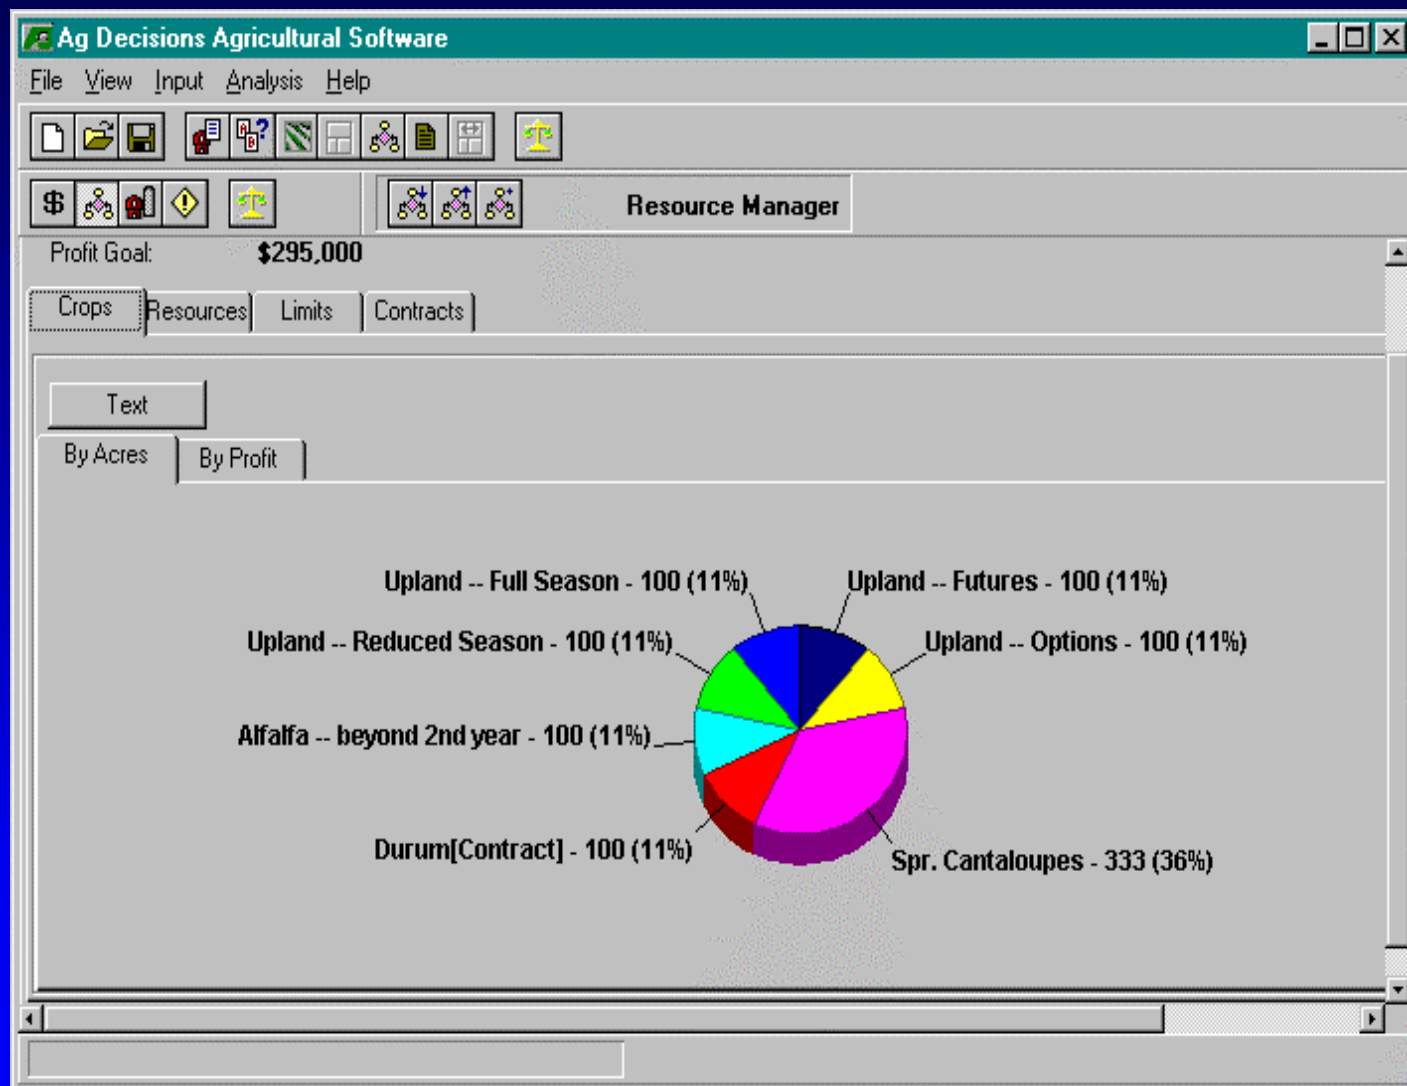 Ag Decisions Agricultural Software
File View Input Analysis Help
Resource Manager
Profit Goal: $295,000
Crops Resources Limits Contracts
Text
By Acres By Profit
Upland -- Full Season - 100 (11%) Upland -- Futures - 100 (11%)
Upland -- Reduced Season - 100 (11%) Upland -- Options - 100 (11%)
Alfalfa -- beyond 2nd year - 100 (11%)
Durum[Contract] - 100 (11%) Spr. Cantaloupes - 333 (36%)